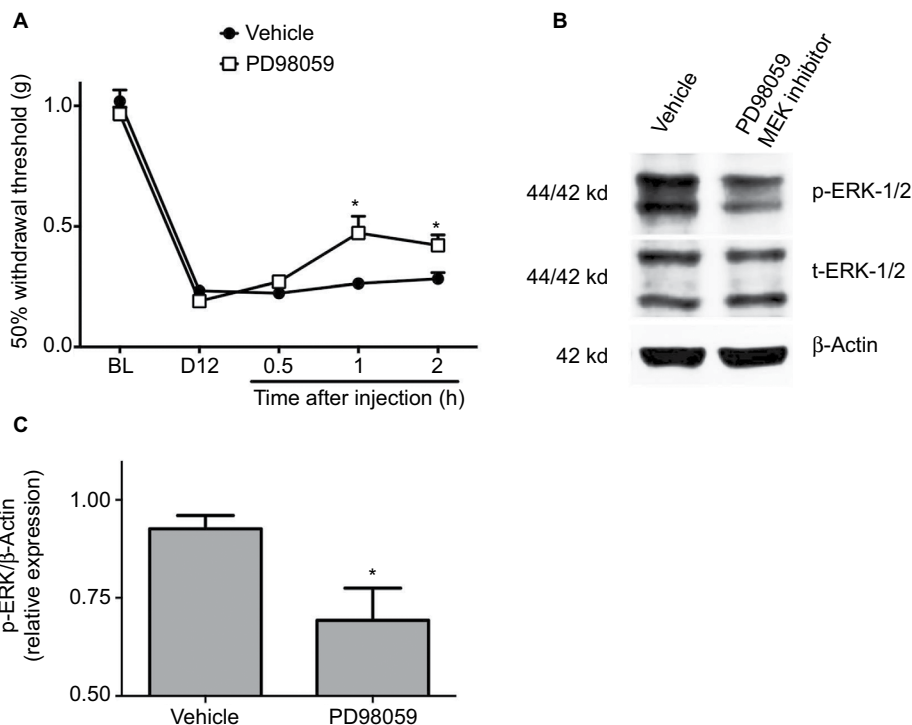 A
Vehicle
PD98059
50% withdrawal threshold (g)
1.0
0.5
0.0
*
*
BL D12 0.5 1 2
Time after injection (h)
B
Vehicle
PD98059
MEK inhibitor
44/42 kd p-ERK-1/2
44/42 kd t-ERK-1/2
42 kd β-Actin
C
p-ERK/β-Actin
(relative expression)
1.00
0.75
0.50
*
Vehicle PD98059